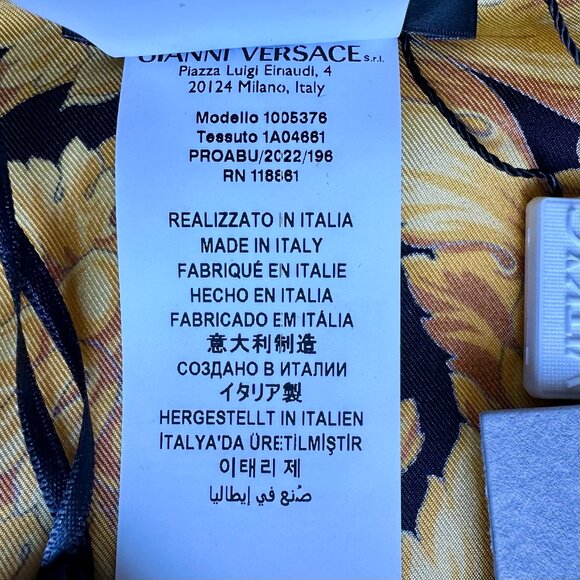 GIANNI VERSACE S.r.l.
Piazza Luigi Einaudi, 4
20124 Milano, Italy
Modello 1005376
Tessuto 1A04661
PROABU/2022/196
RN 118861
REALIZZATO IN ITALIA
MADE IN ITALY
FABRIQUÉ EN ITALIE
HECHO EN ITALIA
FABRICADO EM ITÁLIA
意大利制造
СОЗДАНО В ИТАЛИИ
イタリア製
HERGESTELLT IN ITALIEN
İTALYA'DA ÜRETİLMİŞTİR
이태리 제
صُنع في إيطاليا